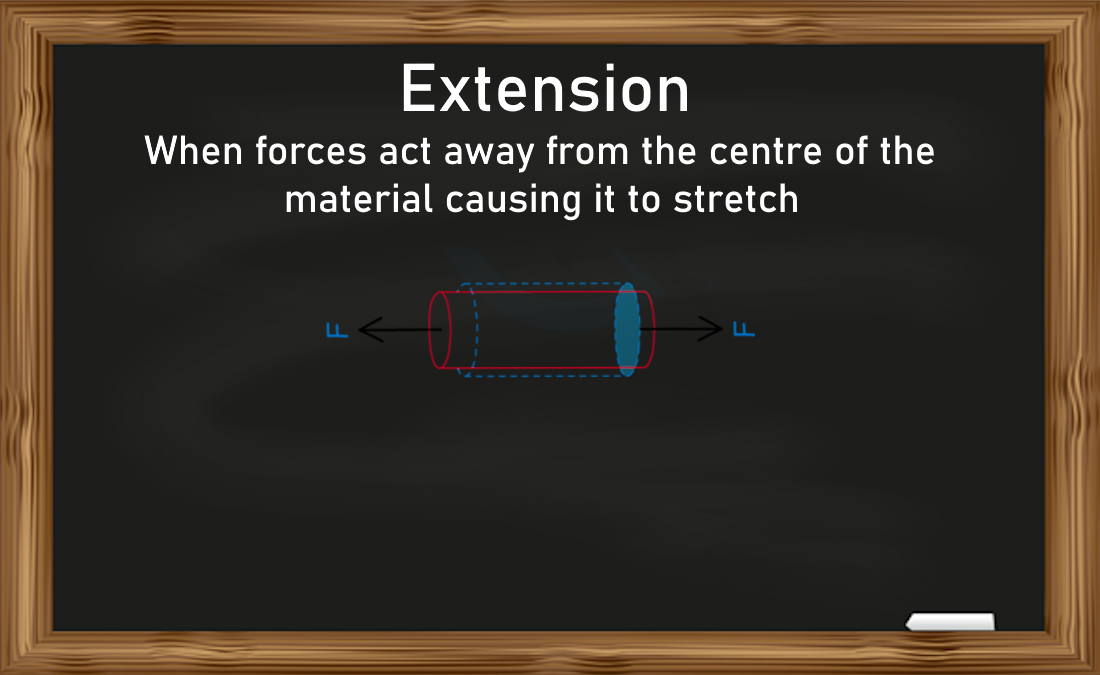 Extension
When forces act away from the centre of the
material causing it to stretch
F F